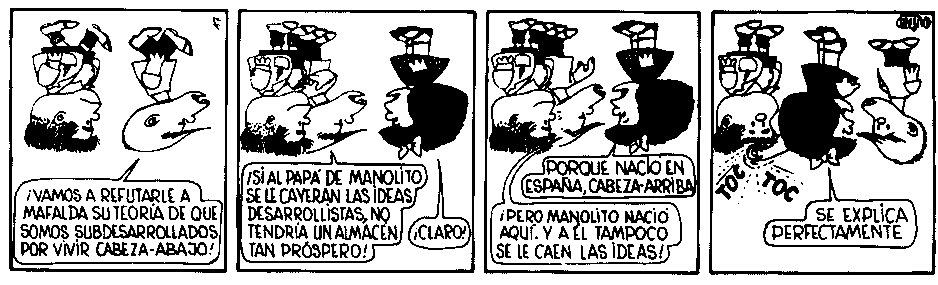 ¡VAMOS A REFUTARLE A
MAFALDA SU TEORÍA DE QUE
SOMOS SUBDESARROLLADOS
POR VIVIR CABEZA-ABAJO!
¡SÍ AL PAPÁ DE MANOLITO
SE LE CAYERAN LAS IDEAS
DESARROLLISTAS, NO
TENDRÍA UN ALMACÉN
TAN PRÓSPERO!
¡CLARO!
PORQUE NACIÓ EN
ESPAÑA, CABEZA-ARRIBA
¡PERO MANOLITO NACIÓ
AQUÍ. Y A ÉL TAMPOCO
SE LE CAEN LAS IDEAS!
TOC
TOC
SE EXPLICA
PERFECTAMENTE